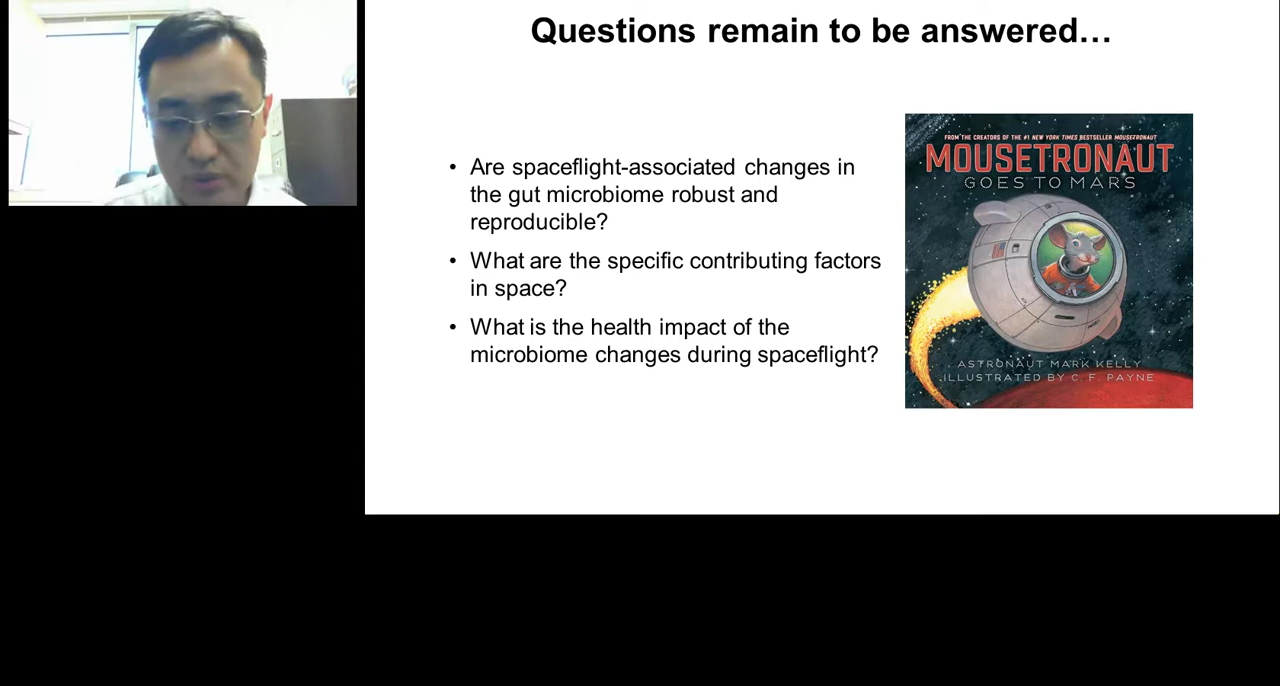 Questions remain to be answered…
• Are spaceflight-associated changes in
the gut microbiome robust and
reproducible?
• What are the specific contributing factors
in space?
• What is the health impact of the
microbiome changes during spaceflight?
FROM THE CREATORS OF THE #1 NEW YORK TIMES BESTSELLER MOUSETRONAUT
MOUSETRONAUT
GOES TO MARS
ASTRONAUT MARK KELLY
ILLUSTRATED BY C. F. PAYNE